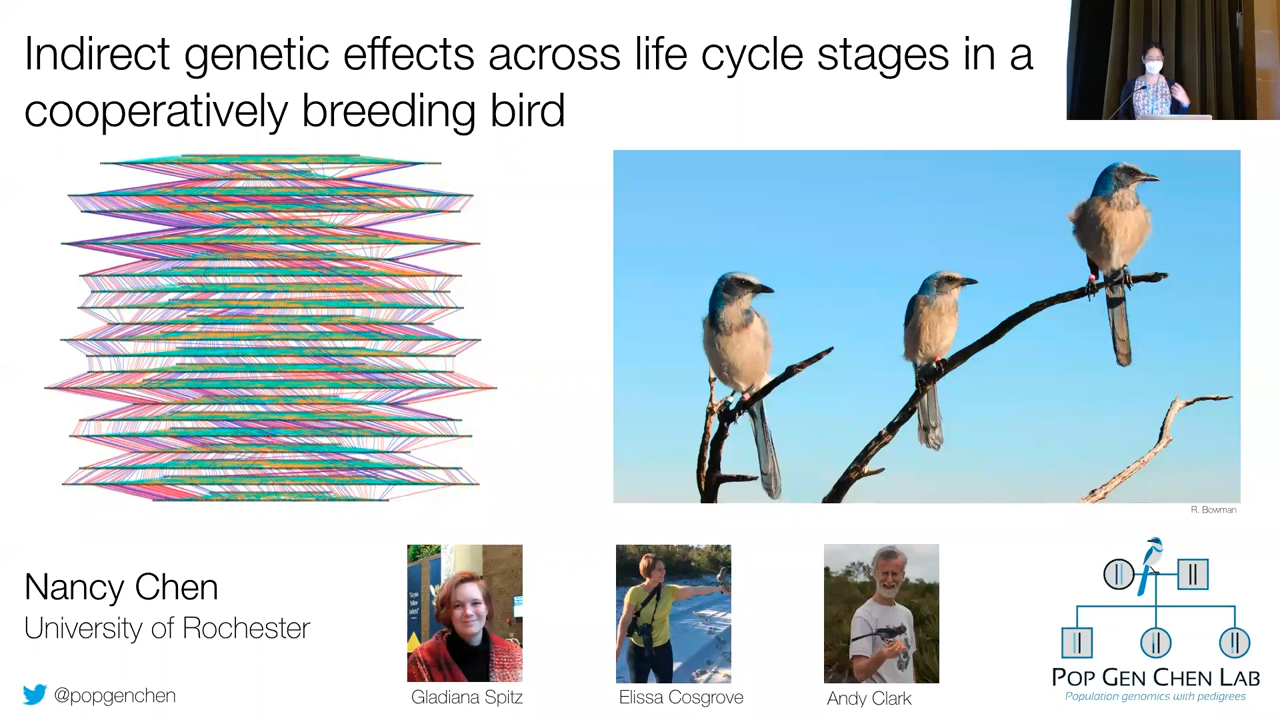 Indirect genetic effects across life cycle stages in a
cooperatively breeding bird
R. Bowman
Nancy Chen
University of Rochester
@popgenchen
Gladiana Spitz
Elissa Cosgrove
Andy Clark
POP GEN CHEN LAB
Population genomics with pedigrees